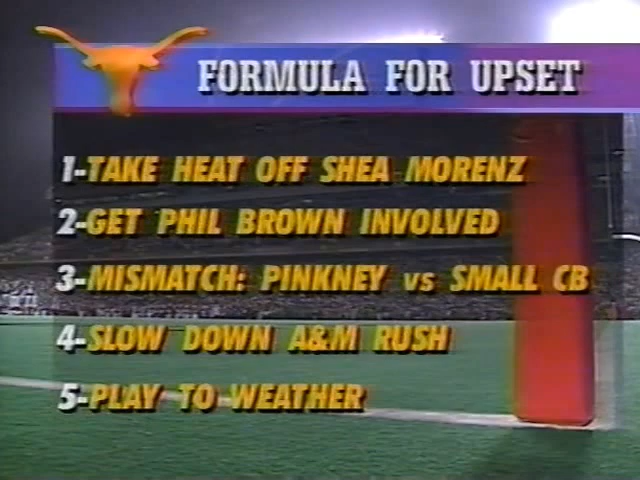 FORMULA FOR UPSET
1-TAKE HEAT OFF SHEA MORENZ
2-GET PHIL BROWN INVOLVED
3-MISMATCH: PINKNEY vs SMALL CB
4-SLOW DOWN A&M RUSH
5-PLAY TO WEATHER